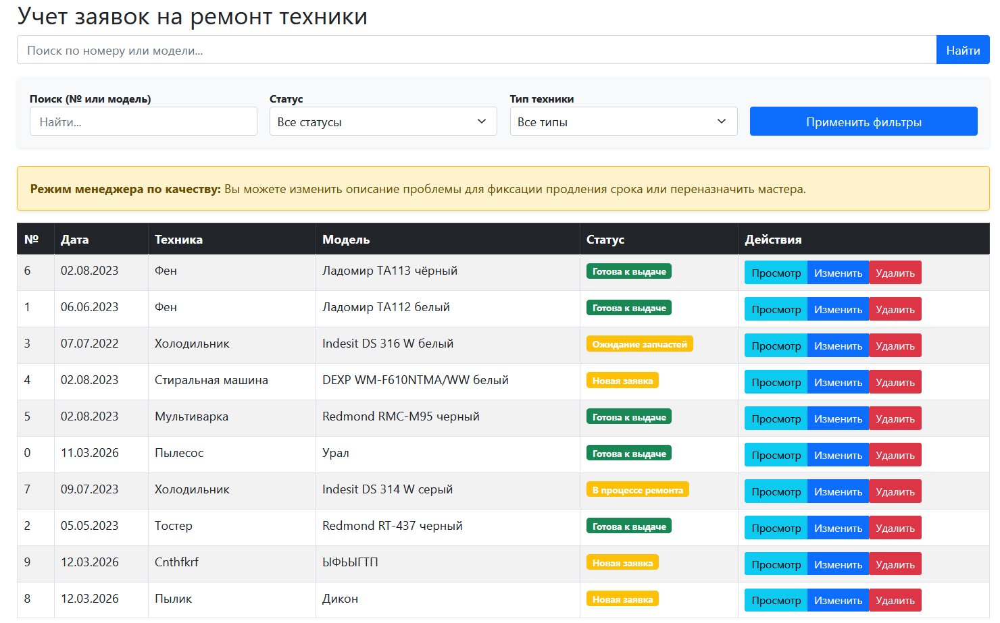 Учет заявок на ремонт техники
Поиск по номеру или модели... Найти
Поиск (№ или модель) Статус Тип техники
Найти... Все статусы Все типы Применить фильтры
Режим менеджера по качеству: Вы можете изменить описание проблемы для фиксации продления срока или переназначить мастера.
№ Дата Техника Модель Статус Действия
6 02.08.2023 Фен Ладомир ТА113 чёрный Готова к выдаче Просмотр Изменить Удалить
1 06.06.2023 Фен Ладомир ТА112 белый Готова к выдаче Просмотр Изменить Удалить
3 07.07.2022 Холодильник Indesit DS 316 W белый Ожидание запчастей Просмотр Изменить Удалить
4 02.08.2023 Стиральная машина DEXP WM-F610NTMA/WW белый Новая заявка Просмотр Изменить Удалить
5 02.08.2023 Мультиварка Redmond RMC-M95 черный Готова к выдаче Просмотр Изменить Удалить
0 11.03.2026 Пылесос Урал Готова к выдаче Просмотр Изменить Удалить
7 09.07.2023 Холодильник Indesit DS 314 W серый В процессе ремонта Просмотр Изменить Удалить
2 05.05.2023 Тостер Redmond RT-437 черный Готова к выдаче Просмотр Изменить Удалить
9 12.03.2026 Cnthfkrf ЫФЬЫГТП Новая заявка Просмотр Изменить Удалить
8 12.03.2026 Пылик Дикон Новая заявка Просмотр Изменить Удалить